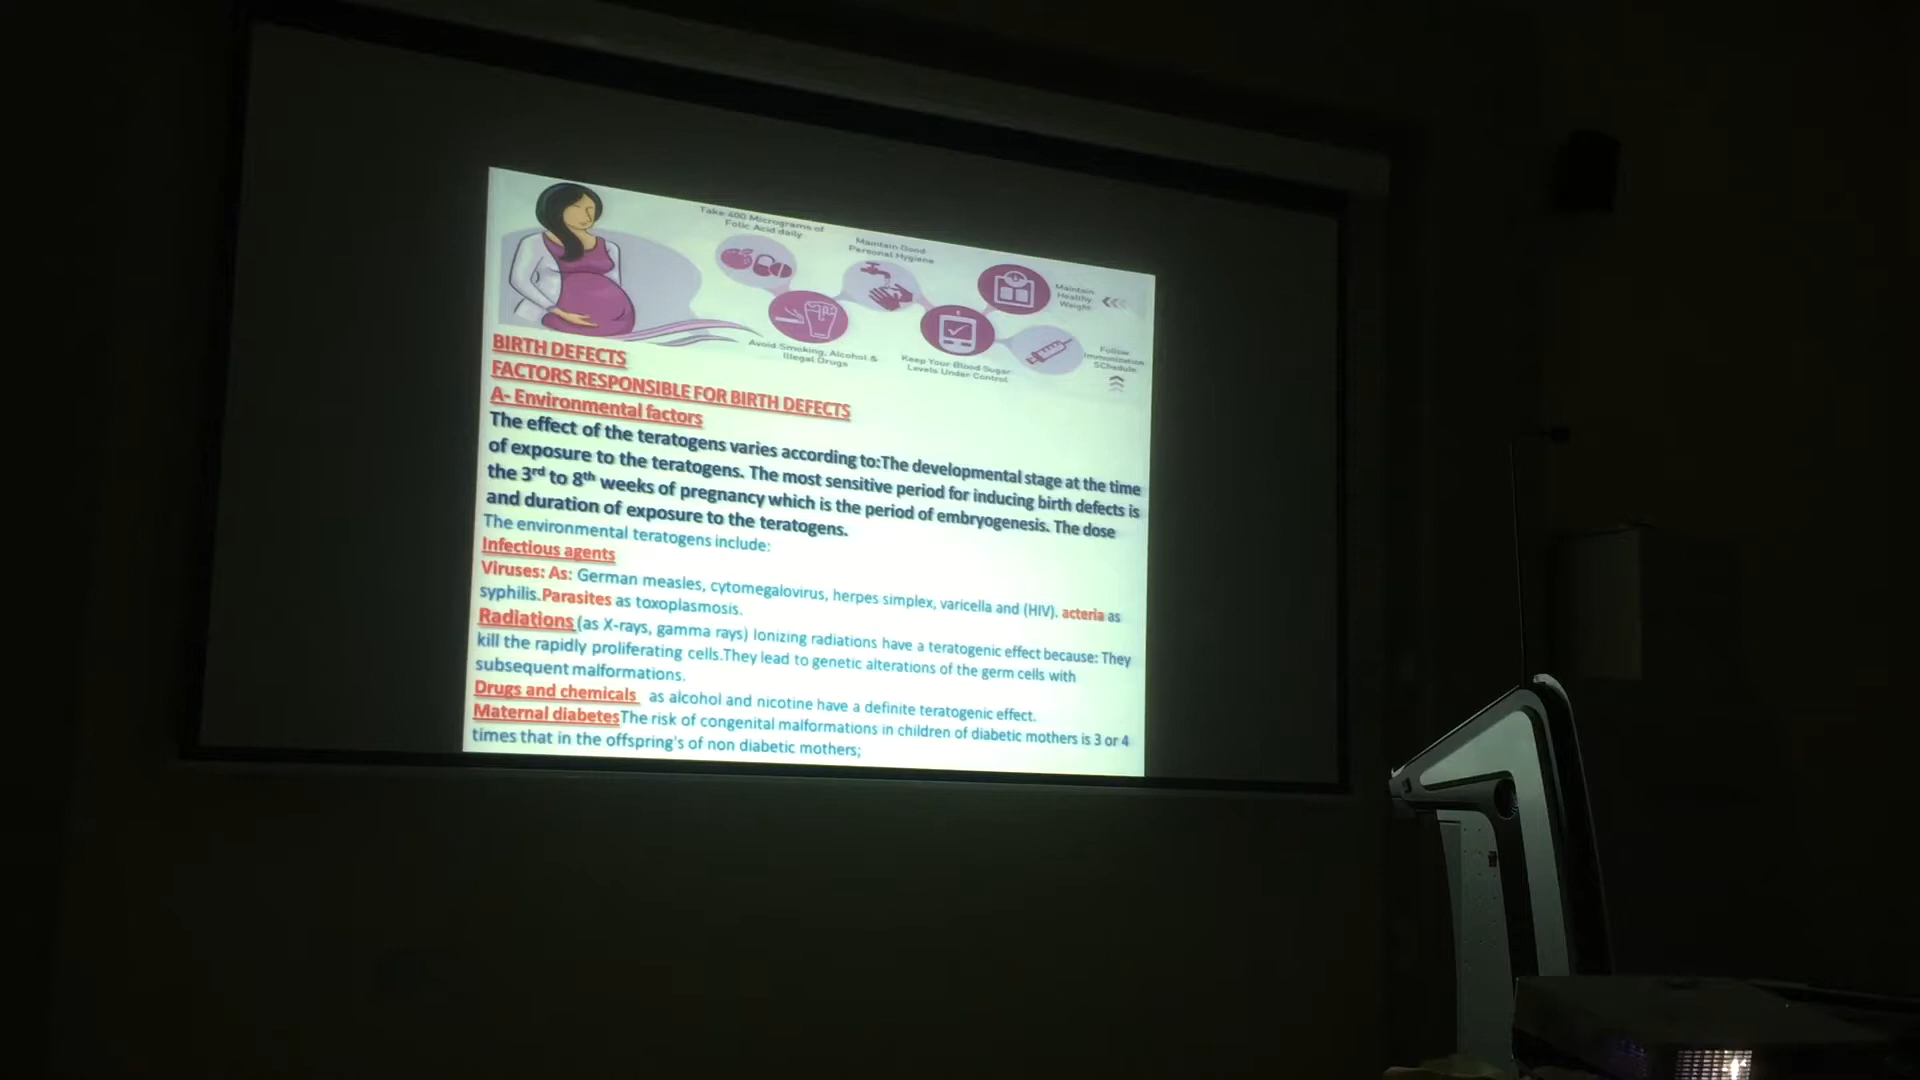 Take 400 Micrograms of
Folic Acid daily
Maintain Good
Personal Hygiene
Maintain
Healthy
Weight
Avoid Smoking, Alcohol &
Illegal Drugs
Keep Your Blood Sugar
Levels Under Control
Follow
Immunization
SChedule
BIRTH DEFECTS
FACTORS RESPONSIBLE FOR BIRTH DEFECTS
A- Environmental factors
The effect of the teratogens varies according to:The developmental stage at the time
of exposure to the teratogens. The most sensitive period for inducing birth defects is
the 3rd to 8th weeks of pregnancy which is the period of embryogenesis. The dose
and duration of exposure to the teratogens.
The environmental teratogens include:
Infectious agents
Viruses: As: German measles, cytomegalovirus, herpes simplex, varicella and (HIV). acteria as
syphilis.Parasites as toxoplasmosis.
Radiations (as X-rays, gamma rays) Ionizing radiations have a teratogenic effect because: They
kill the rapidly proliferating cells.They lead to genetic alterations of the germ cells with
subsequent malformations.
Drugs and chemicals as alcohol and nicotine have a definite teratogenic effect.
Maternal diabetesThe risk of congenital malformations in children of diabetic mothers is 3 or 4
times that in the offspring's of non diabetic mothers;